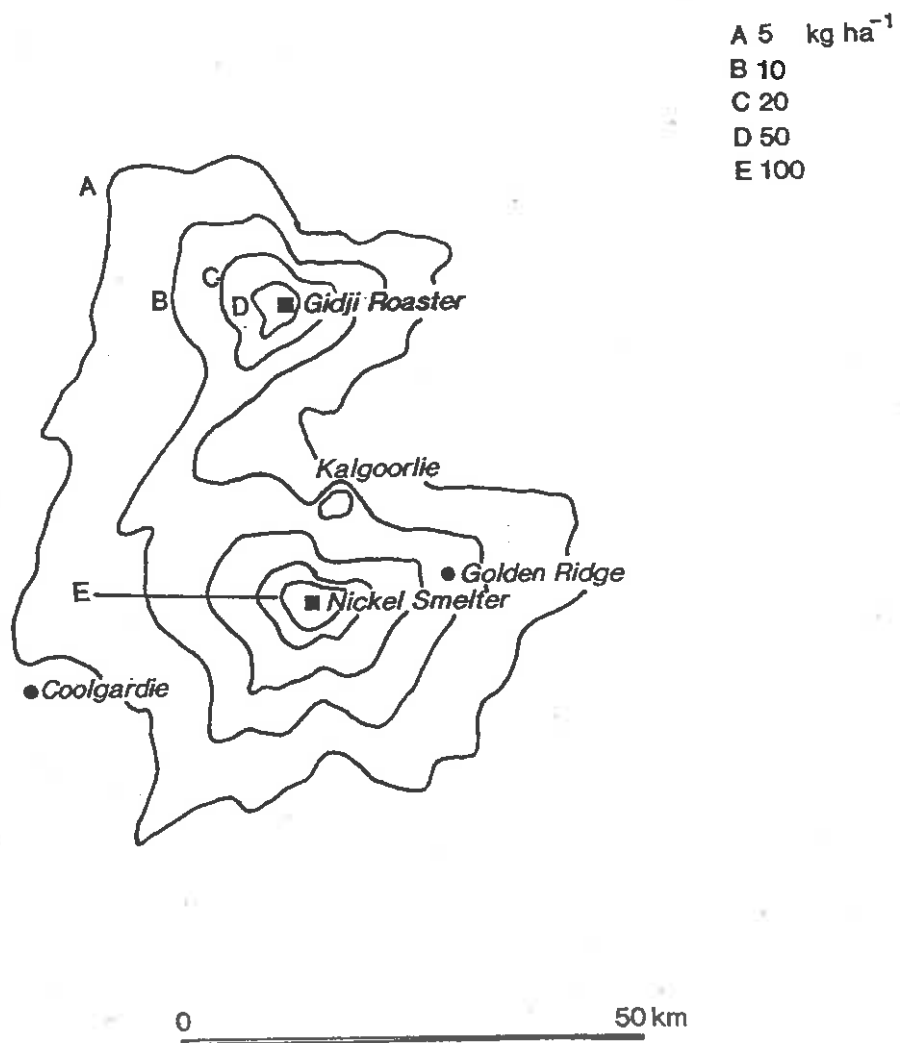 A 5 kg ha⁻¹
B 10
C 20
D 50
E 100
A
C
B
D
Gidji Roaster
Kalgoorlie
Golden Ridge
E
Nickel Smelter
Coolgardie
0
50 km